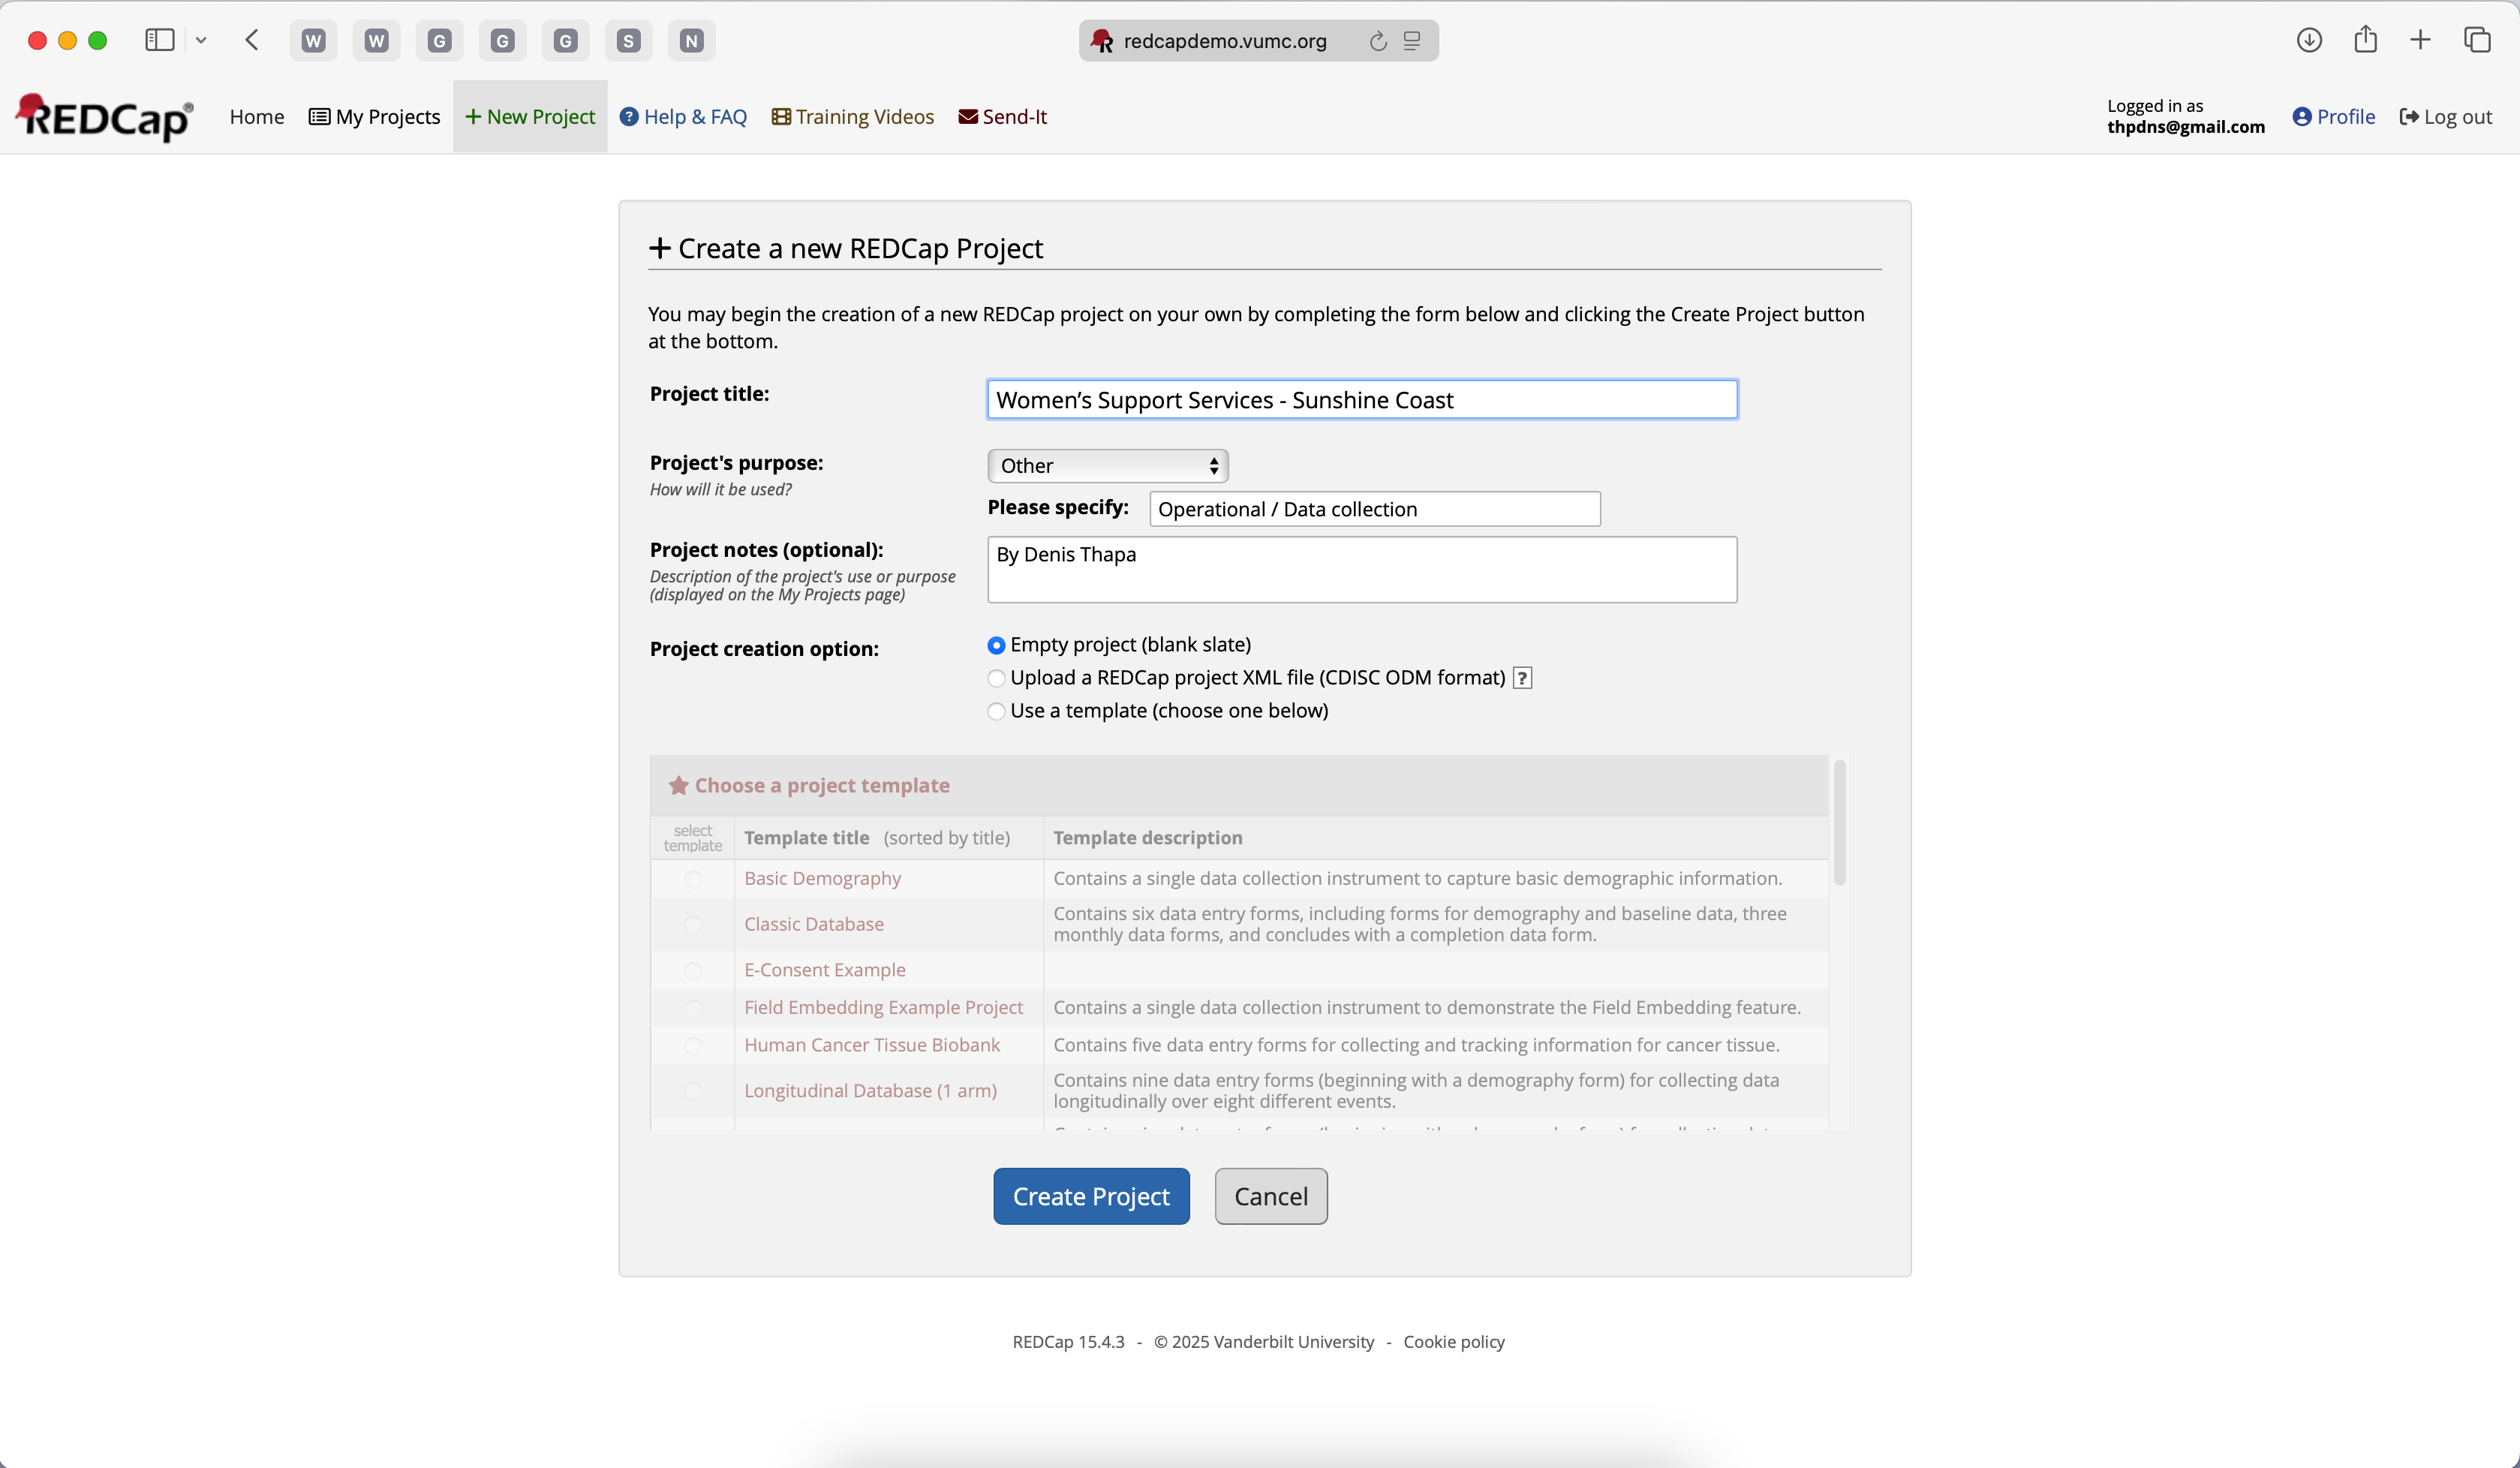 W W G G G S N redcapdemo.vumc.org
REDCap® Home My Projects + New Project ? Help & FAQ Training Videos Send-It Logged in as Profile Log out
thpdns@gmail.com
+ Create a new REDCap Project
You may begin the creation of a new REDCap project on your own by completing the form below and clicking the Create Project button
at the bottom.
Project title: Women’s Support Services - Sunshine Coast
Project's purpose: Other
How will it be used?
Please specify: Operational / Data collection
Project notes (optional): By Denis Thapa
Description of the project's use or purpose
(displayed on the My Projects page)
Project creation option: Empty project (blank slate)
Upload a REDCap project XML file (CDISC ODM format) ?
Use a template (choose one below)
Choose a project template
select
template
Template title (sorted by title) Template description
Basic Demography Contains a single data collection instrument to capture basic demographic information.
Classic Database Contains six data entry forms, including forms for demography and baseline data, three
monthly data forms, and concludes with a completion data form.
E-Consent Example
Field Embedding Example Project Contains a single data collection instrument to demonstrate the Field Embedding feature.
Human Cancer Tissue Biobank Contains five data entry forms for collecting and tracking information for cancer tissue.
Longitudinal Database (1 arm) Contains nine data entry forms (beginning with a demography form) for collecting data
longitudinally over eight different events.
Create Project Cancel
REDCap 15.4.3 - © 2025 Vanderbilt University - Cookie policy